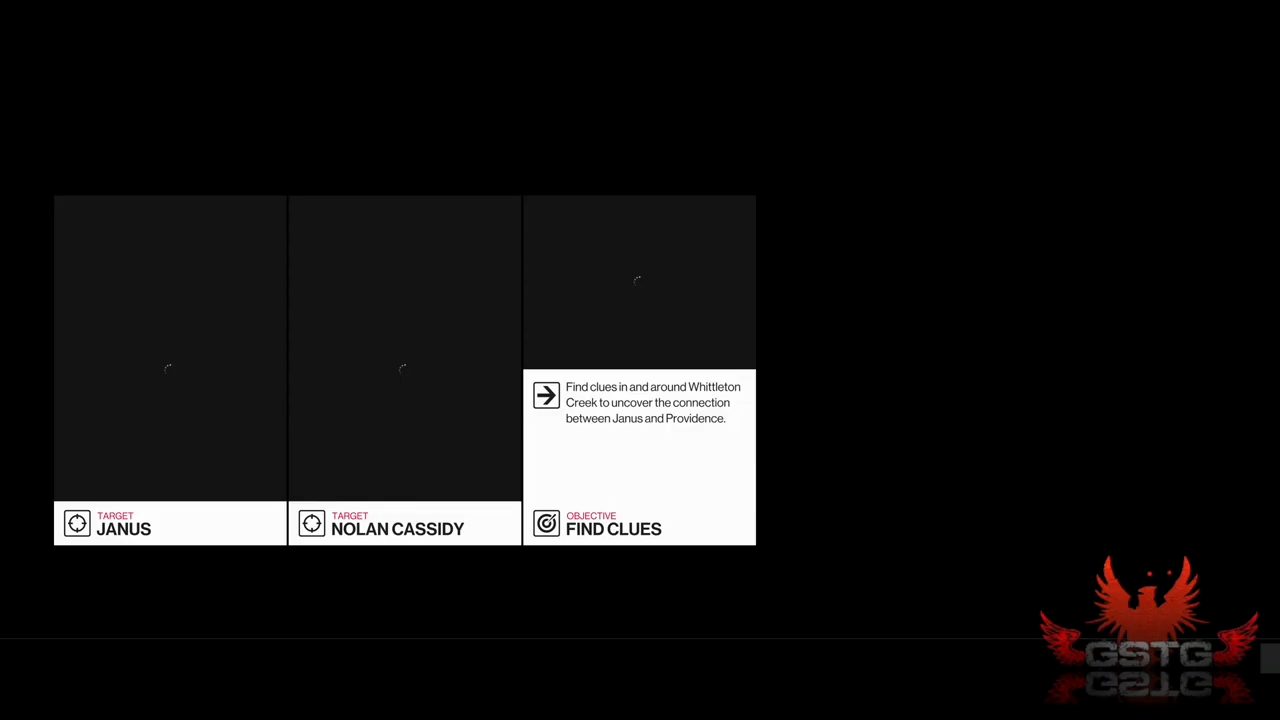 Find clues in and around Whittleton
Creek to uncover the connection
between Janus and Providence.
TARGET
JANUS
TARGET
NOLAN CASSIDY
OBJECTIVE
FIND CLUES
GSTG